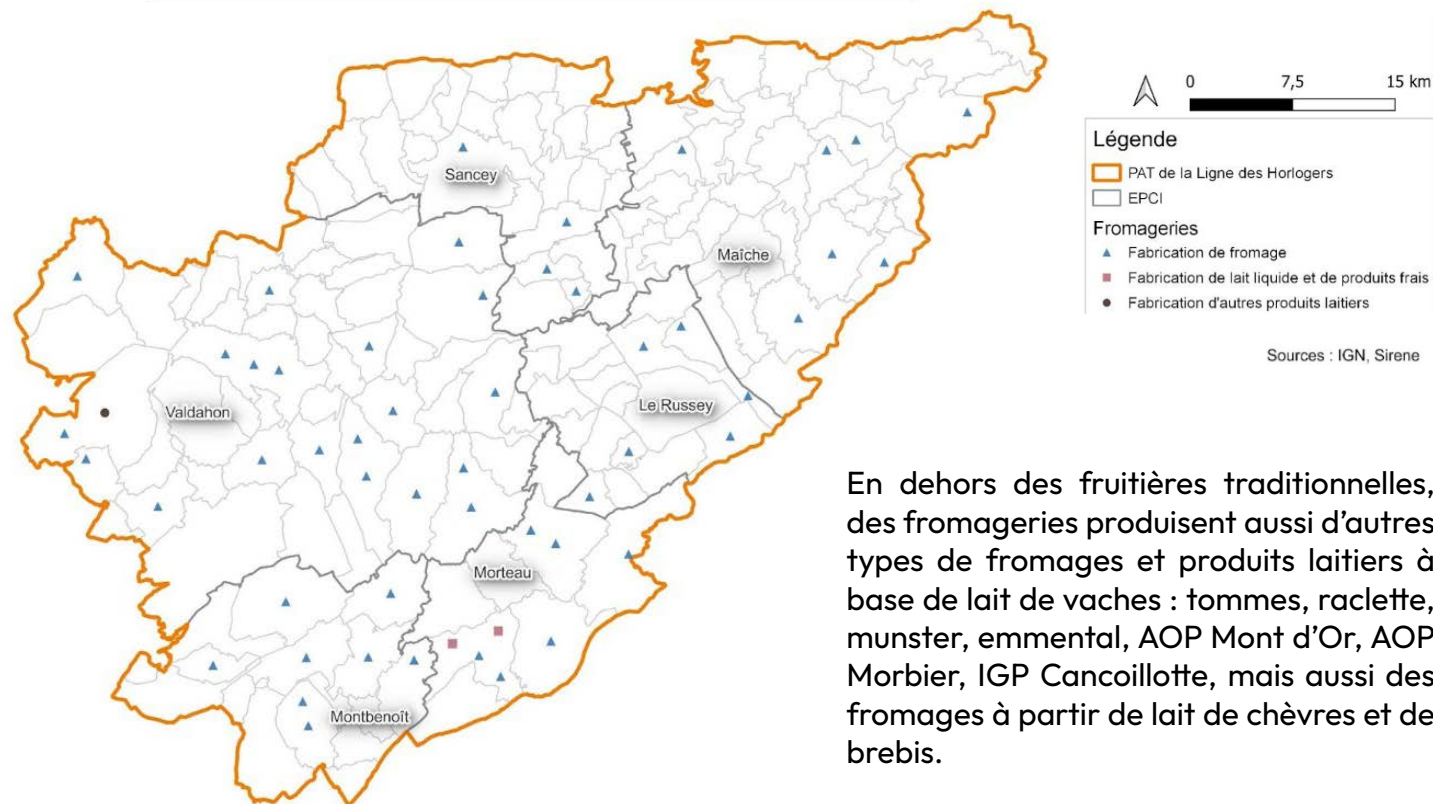 0 7,5 15 km
Légende
PAT de la Ligne des Horlogers
EPCI
Fromageries
Fabrication de fromage
Fabrication de lait liquide et de produits frais
Fabrication d'autres produits laitiers
Sources : IGN, Sirene
Sancey
Maîche
Valdahon
Le Russey
Morteau
Montbenoît
En dehors des fruitières traditionnelles,
des fromageries produisent aussi d’autres
types de fromages et produits laitiers à
base de lait de vaches : tommes, raclette,
munster, emmental, AOP Mont d’Or, AOP
Morbier, IGP Cancoillotte, mais aussi des
fromages à partir de lait de chèvres et de
brebis.